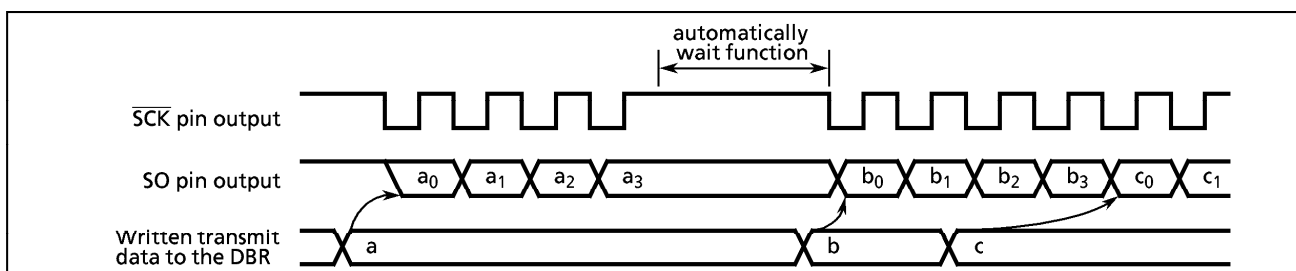 automatically
wait function
SCK pin output
SO pin output
a0 a1 a2 a3 b0 b1 b2 b3 c0 c1
Written transmit
data to the DBR
a b c